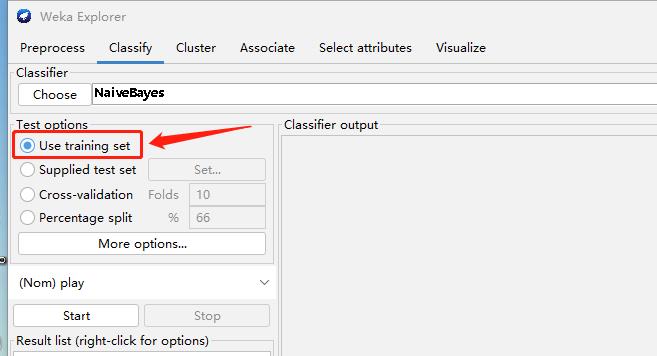 Weka Explorer
Preprocess Classify Cluster Associate Select attributes Visualize
Classifier
Choose NaiveBayes
Test options
Use training set
Supplied test set Set...
Cross-validation Folds 10
Percentage split % 66
More options...
(Nom) play
Start Stop
Result list (right-click for options)
Classifier output